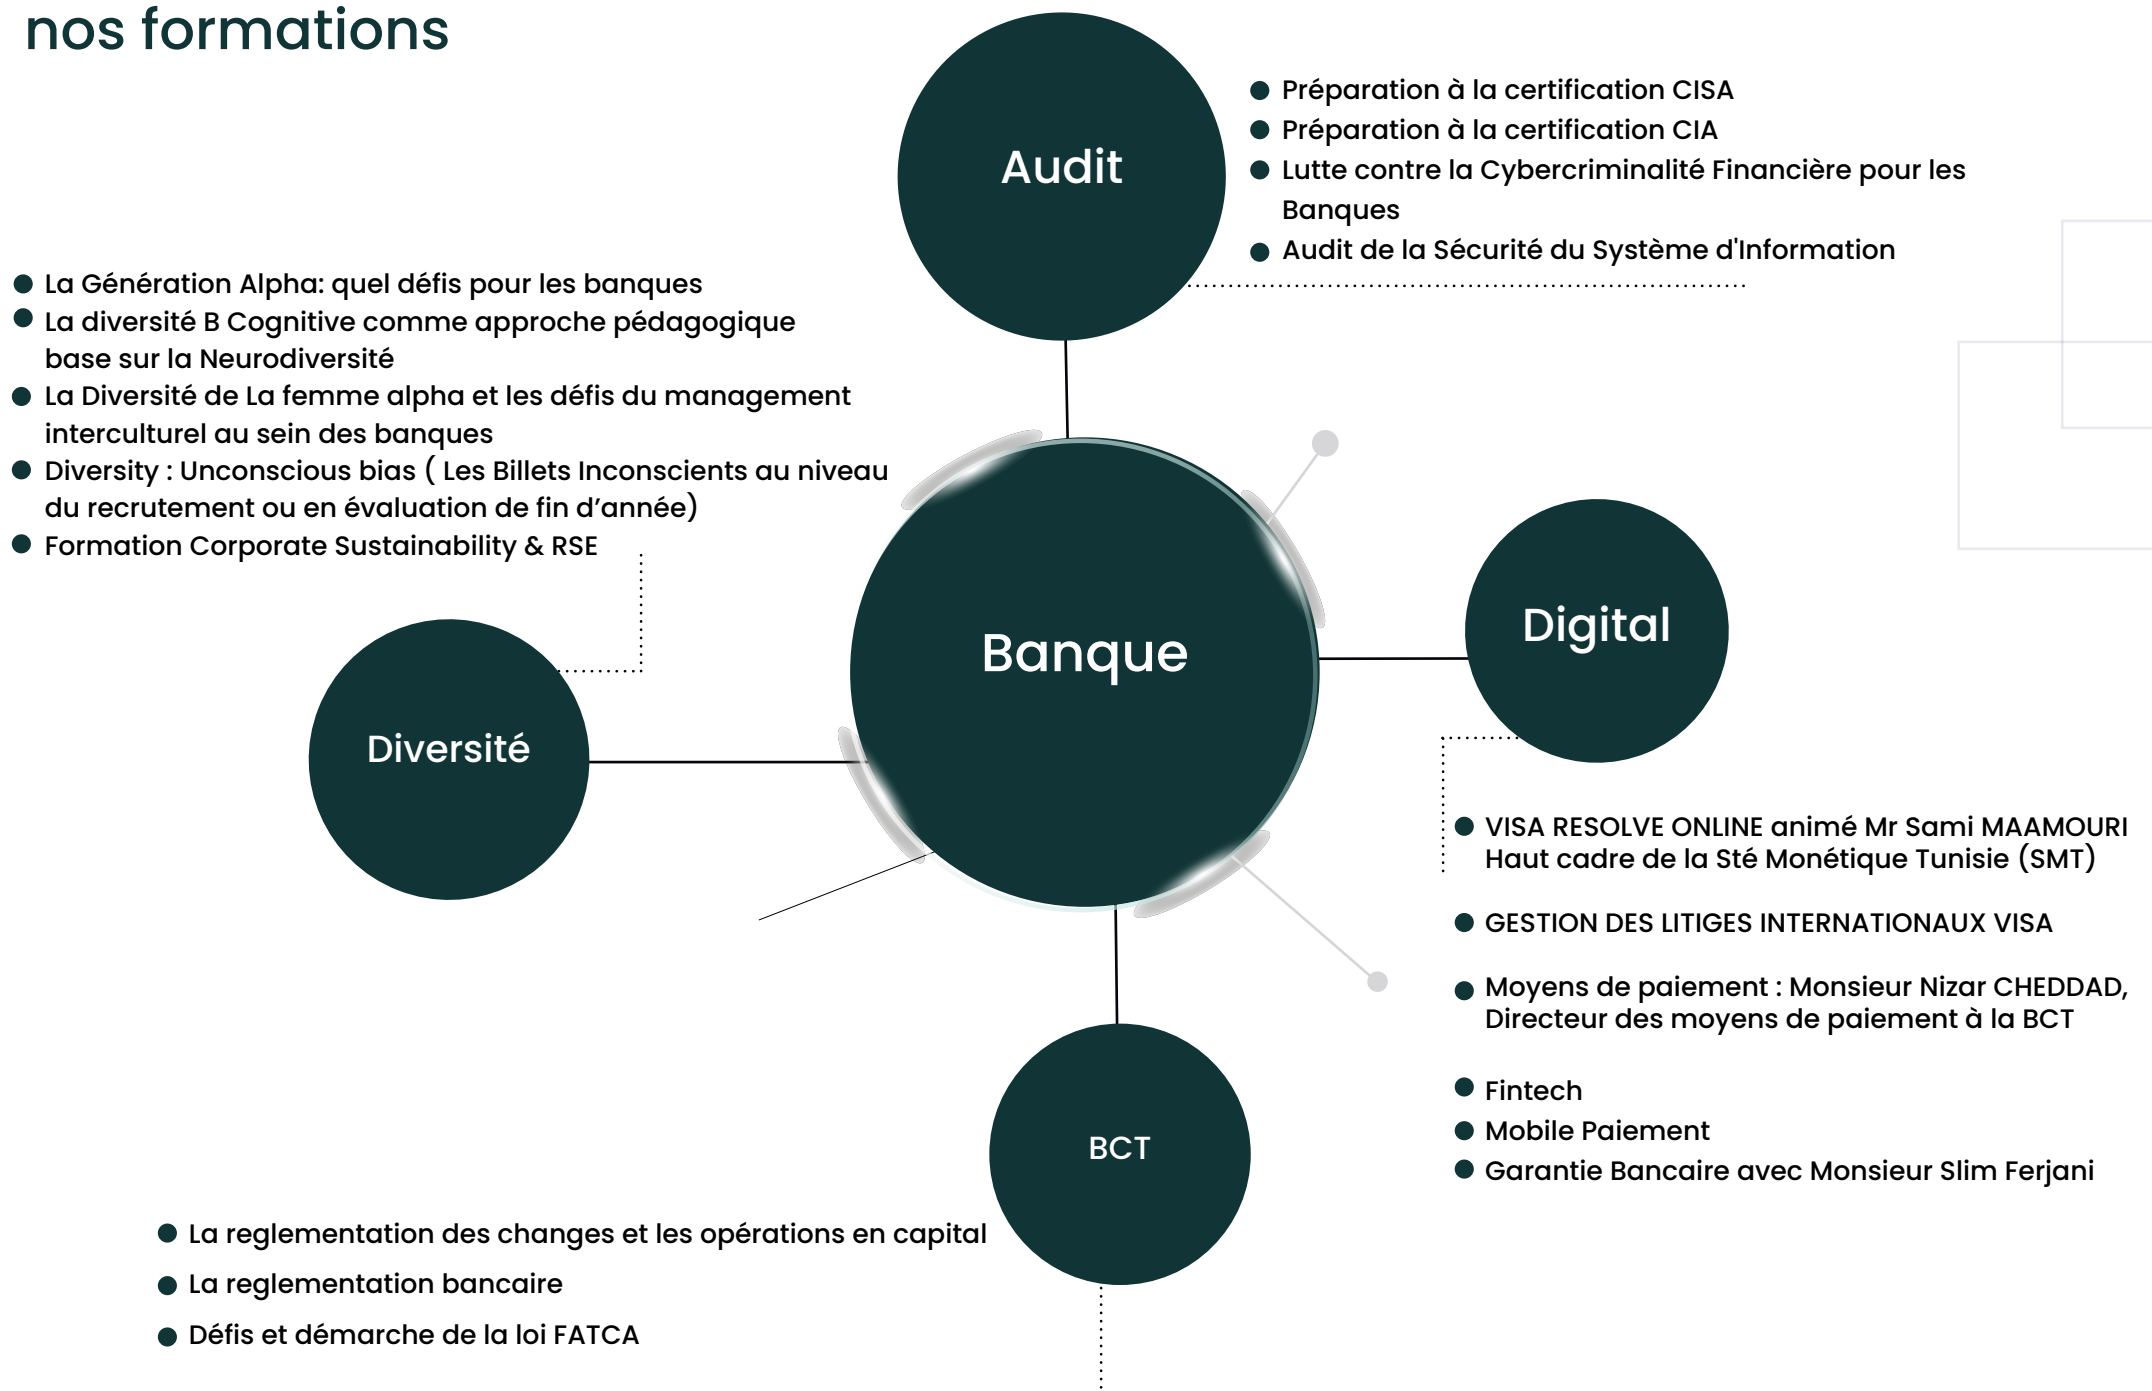 nos formations
Audit
Préparation à la certification CISA
Préparation à la certification CIA
Lutte contre la Cybercriminalité Financière pour les
Banques
Audit de la Sécurité du Système d'Information
La Génération Alpha: quel défis pour les banques
La diversité B Cognitive comme approche pédagogique
base sur la Neurodiversité
La Diversité de La femme alpha et les défis du management
interculturel au sein des banques
Diversity : Unconscious bias ( Les Billets Inconscients au niveau
du recrutement ou en évaluation de fin d’année)
Formation Corporate Sustainability & RSE
Banque
Digital
Diversité
VISA RESOLVE ONLINE animé Mr Sami MAAMOURI
Haut cadre de la Sté Monétique Tunisie (SMT)
GESTION DES LITIGES INTERNATIONAUX VISA
Moyens de paiement : Monsieur Nizar CHEDDAD,
Directeur des moyens de paiement à la BCT
Fintech
Mobile Paiement
Garantie Bancaire avec Monsieur Slim Ferjani
BCT
La reglementation des changes et les opérations en capital
La reglementation bancaire
Défis et démarche de la loi FATCA